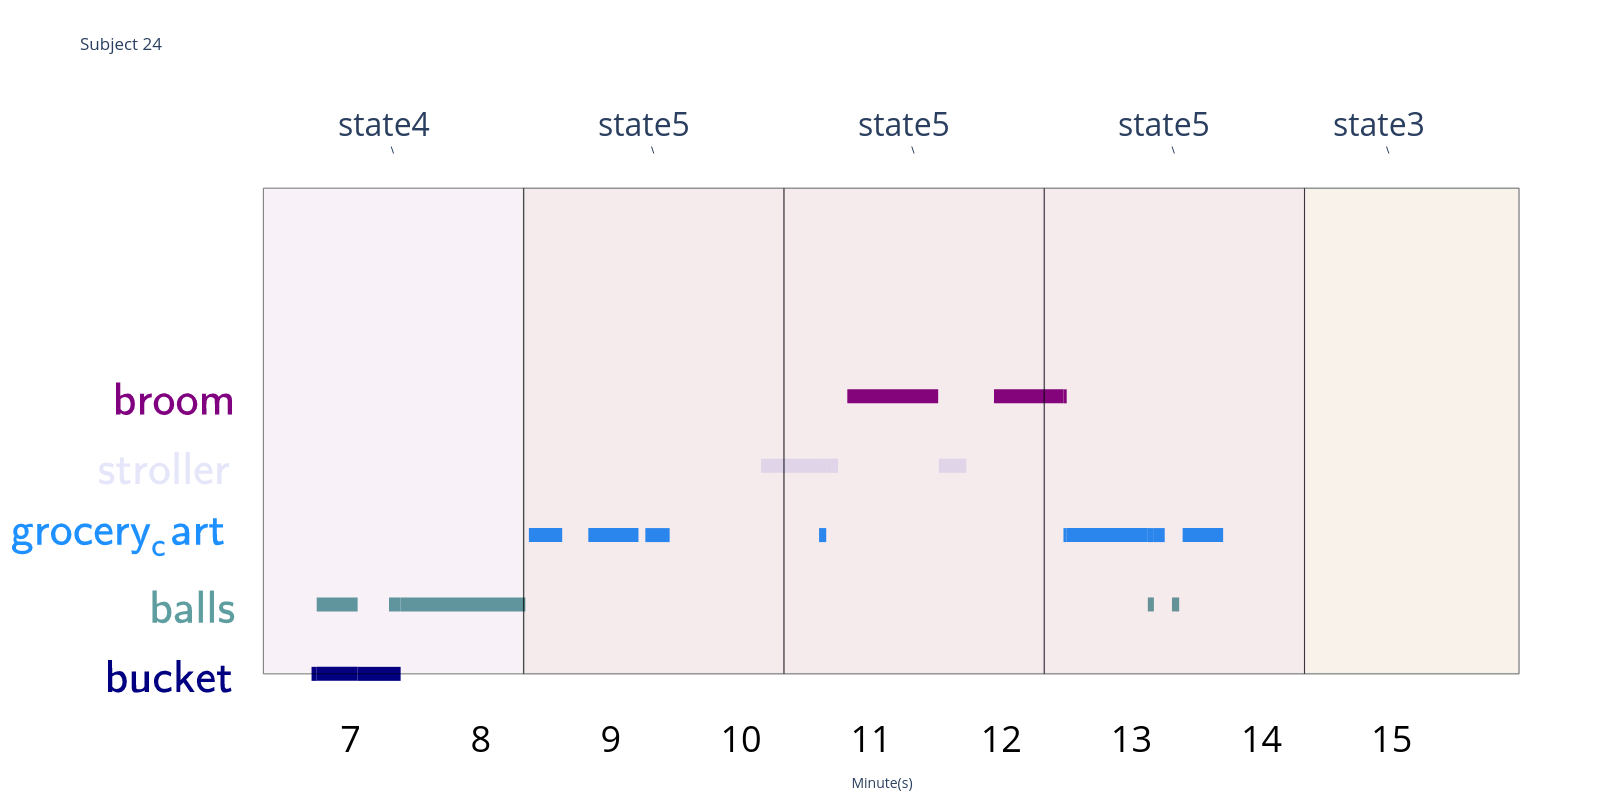 Subject 24
state4 state5 state5 state5 state3
broom
stroller
grocery_cart
balls
bucket
7 8 9 10 11 12 13 14 15
Minute(s)